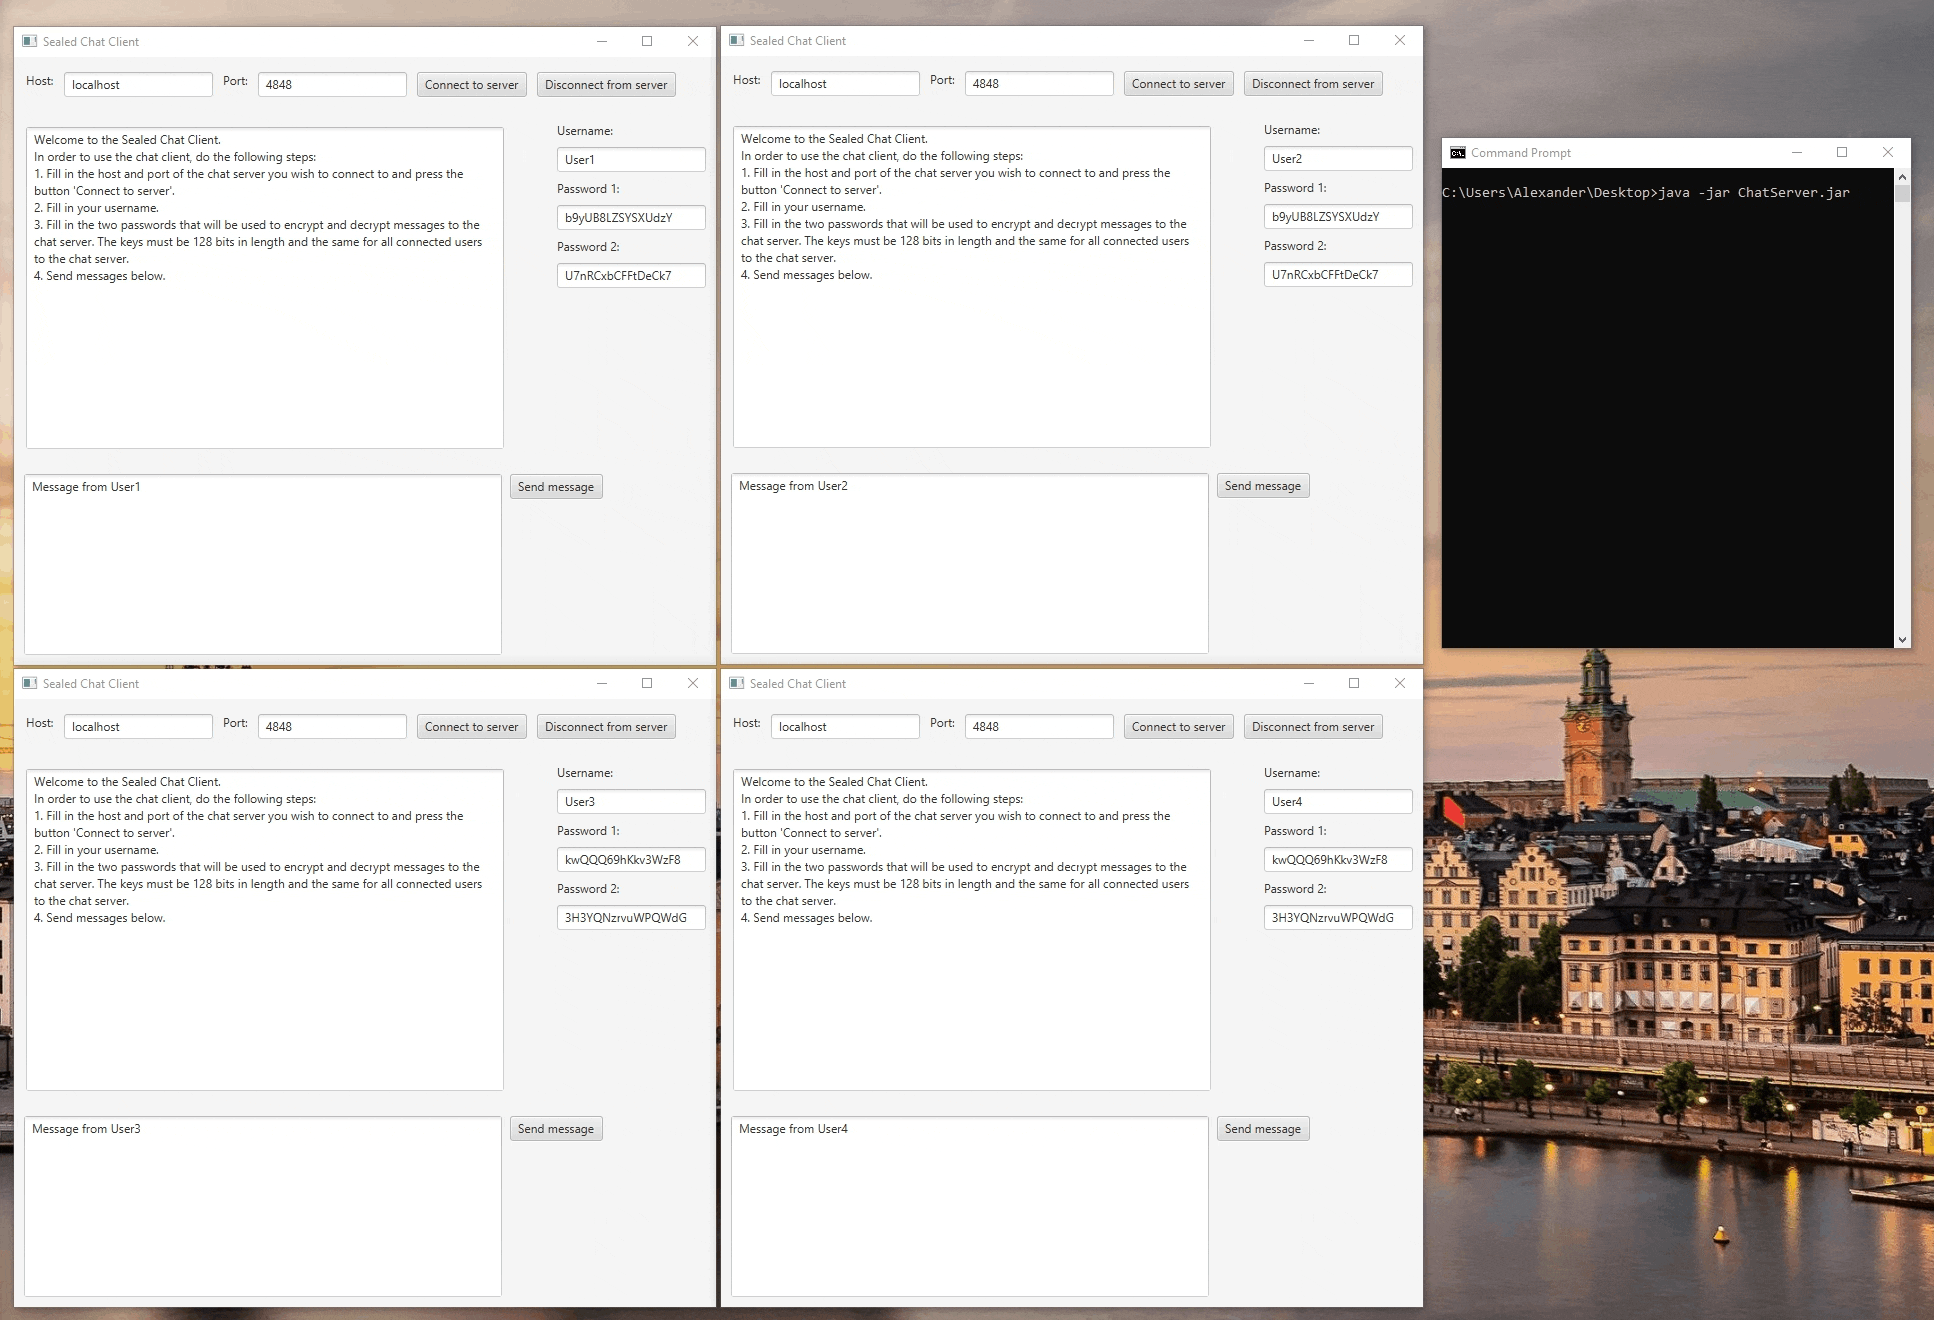 Sealed Chat Client
Host:
localhost
Port:
4848
Connect to server
Disconnect from server
Welcome to the Sealed Chat Client.
In order to use the chat client, do the following steps:
1. Fill in the host and port of the chat server you wish to connect to and press the
button 'Connect to server'.
2. Fill in your username.
3. Fill in the two passwords that will be used to encrypt and decrypt messages to the
chat server. The keys must be 128 bits in length and the same for all connected users
to the chat server.
4. Send messages below.
Username:
User1
Password 1:
b9yUB8LZSYSXUdzY
Password 2:
U7nRCxbCFFtDeCk7
Message from User1
Send message
Sealed Chat Client
Host:
localhost
Port:
4848
Connect to server
Disconnect from server
Welcome to the Sealed Chat Client.
In order to use the chat client, do the following steps:
1. Fill in the host and port of the chat server you wish to connect to and press the
button 'Connect to server'.
2. Fill in your username.
3. Fill in the two passwords that will be used to encrypt and decrypt messages to the
chat server. The keys must be 128 bits in length and the same for all connected users
to the chat server.
4. Send messages below.
Username:
User2
Password 1:
b9yUB8LZSYSXUdzY
Password 2:
U7nRCxbCFFtDeCk7
Message from User2
Send message
Command Prompt
C:\Users\Alexander\Desktop>java -jar ChatServer.jar
Sealed Chat Client
Host:
localhost
Port:
4848
Connect to server
Disconnect from server
Welcome to the Sealed Chat Client.
In order to use the chat client, do the following steps:
1. Fill in the host and port of the chat server you wish to connect to and press the
button 'Connect to server'.
2. Fill in your username.
3. Fill in the two passwords that will be used to encrypt and decrypt messages to the
chat server. The keys must be 128 bits in length and the same for all connected users
to the chat server.
4. Send messages below.
Username:
User3
Password 1:
kwQQQ69hKkv3WzF8
Password 2:
3H3YQNzrvuWPQWdG
Message from User3
Send message
Sealed Chat Client
Host:
localhost
Port:
4848
Connect to server
Disconnect from server
Welcome to the Sealed Chat Client.
In order to use the chat client, do the following steps:
1. Fill in the host and port of the chat server you wish to connect to and press the
button 'Connect to server'.
2. Fill in your username.
3. Fill in the two passwords that will be used to encrypt and decrypt messages to the
chat server. The keys must be 128 bits in length and the same for all connected users
to the chat server.
4. Send messages below.
Username:
User4
Password 1:
kwQQQ69hKkv3WzF8
Password 2:
3H3YQNzrvuWPQWdG
Message from User4
Send message